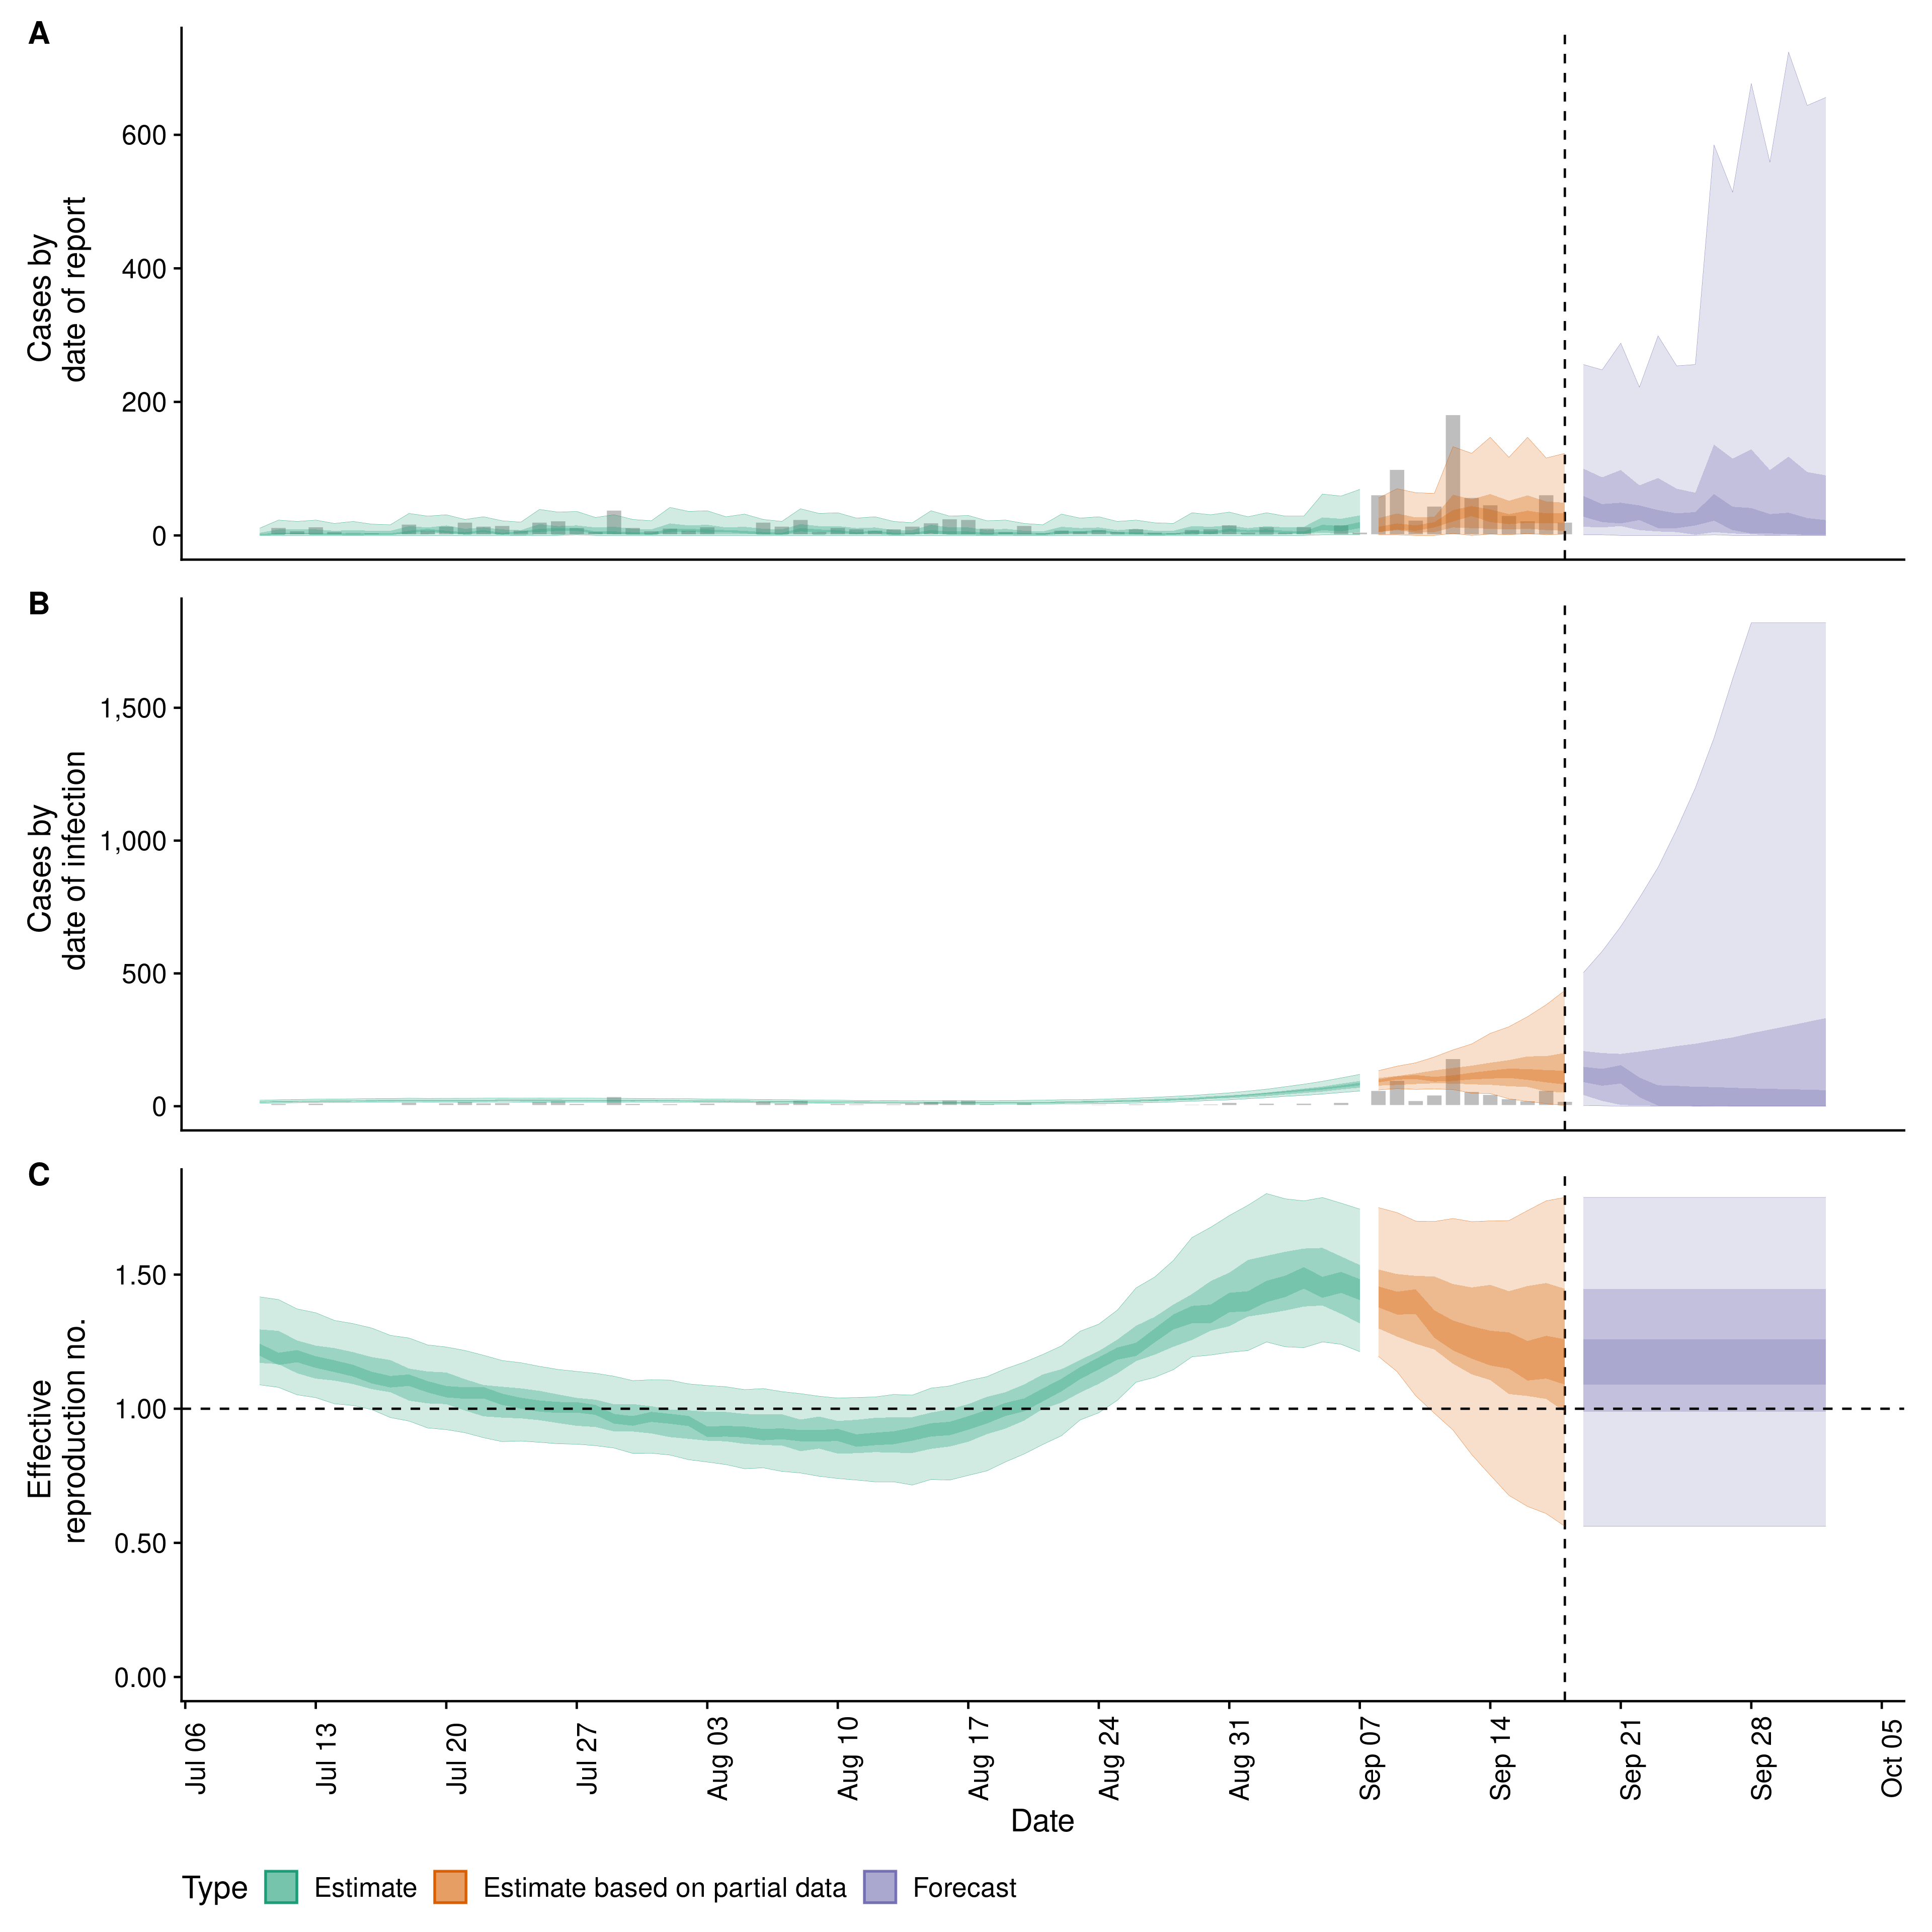 A
Cases by
date of report
600
400
200
0
B
Cases by
date of infection
1,500
1,000
500
0
C
Effective
reproduction no.
1.50
1.00
0.50
0.00
Jul 06
Jul 13
Jul 20
Jul 27
Aug 03
Aug 10
Aug 17
Aug 24
Aug 31
Sep 07
Sep 14
Sep 21
Sep 28
Oct 05
Date
Type Estimate Estimate based on partial data Forecast